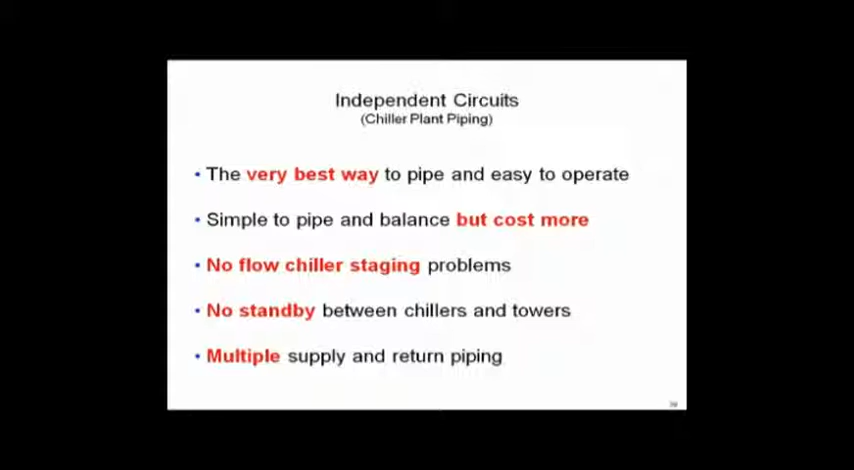 Independent Circuits
(Chiller Plant Piping)
• The very best way to pipe and easy to operate
• Simple to pipe and balance but cost more
• No flow chiller staging problems
• No standby between chillers and towers
• Multiple supply and return piping